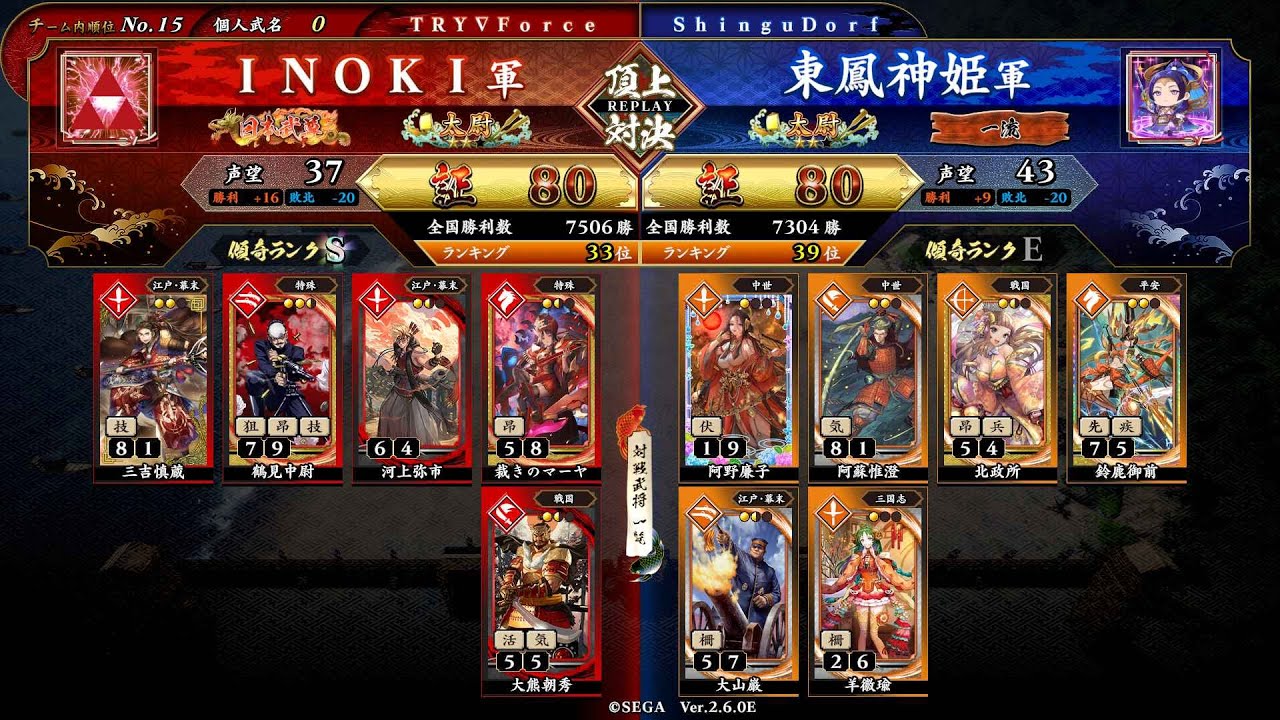 チーム内順位 No.15 個人武名 0
TRY∇Force
ShinguDorf
INOKI軍
頂上
REPLAY
対決
東鳳神姫軍
日本武尊
太尉
太尉
一流
声望 37
勝利 +16 敗北 -20
証 80
証 80
声望 43
勝利 +9 敗北 -20
全国勝利数 7506勝
全国勝利数 7304勝
傾奇ランクS
ランキング 33位
ランキング 39位
傾奇ランクE
江戸・幕末
技
8 1
三吉慎蔵
特殊
狙 昂 技
7 9
鶴見中尉
江戸・幕末
6 4
河上弥市
特殊
昂
5 8
裁きのマーヤ
中世
伏
1 9
阿野廉子
中世
気
8 1
阿蘇惟澄
戦国
昂 兵
5 4
北政所
平安
先 疾
7 5
鈴鹿御前
対戦武将一覧
戦国
活 気
5 5
大熊朝秀
江戸・幕末
柵
5 7
大山巌
三国志
柵
2 6
羊徽瑜
©SEGA Ver.2.6.0E